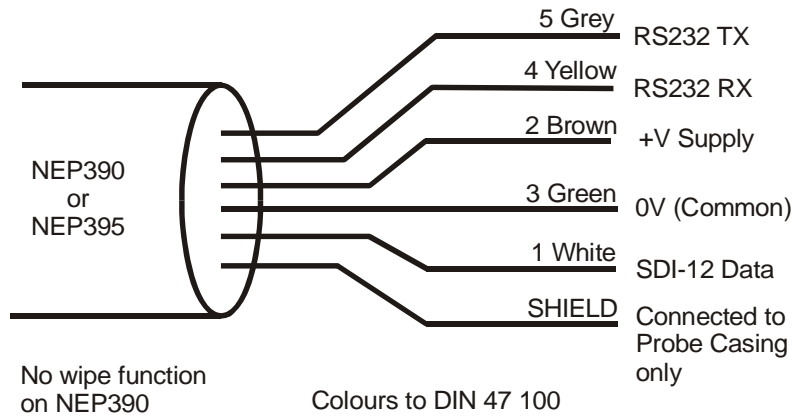 5 Grey
RS232 TX
4 Yellow
RS232 RX
2 Brown
+V Supply
NEP390
or
NEP395
3 Green
0V (Common)
1 White
SDI-12 Data
SHIELD
Connected to
Probe Casing
only
No wipe function
on NEP390
Colours to DIN 47 100